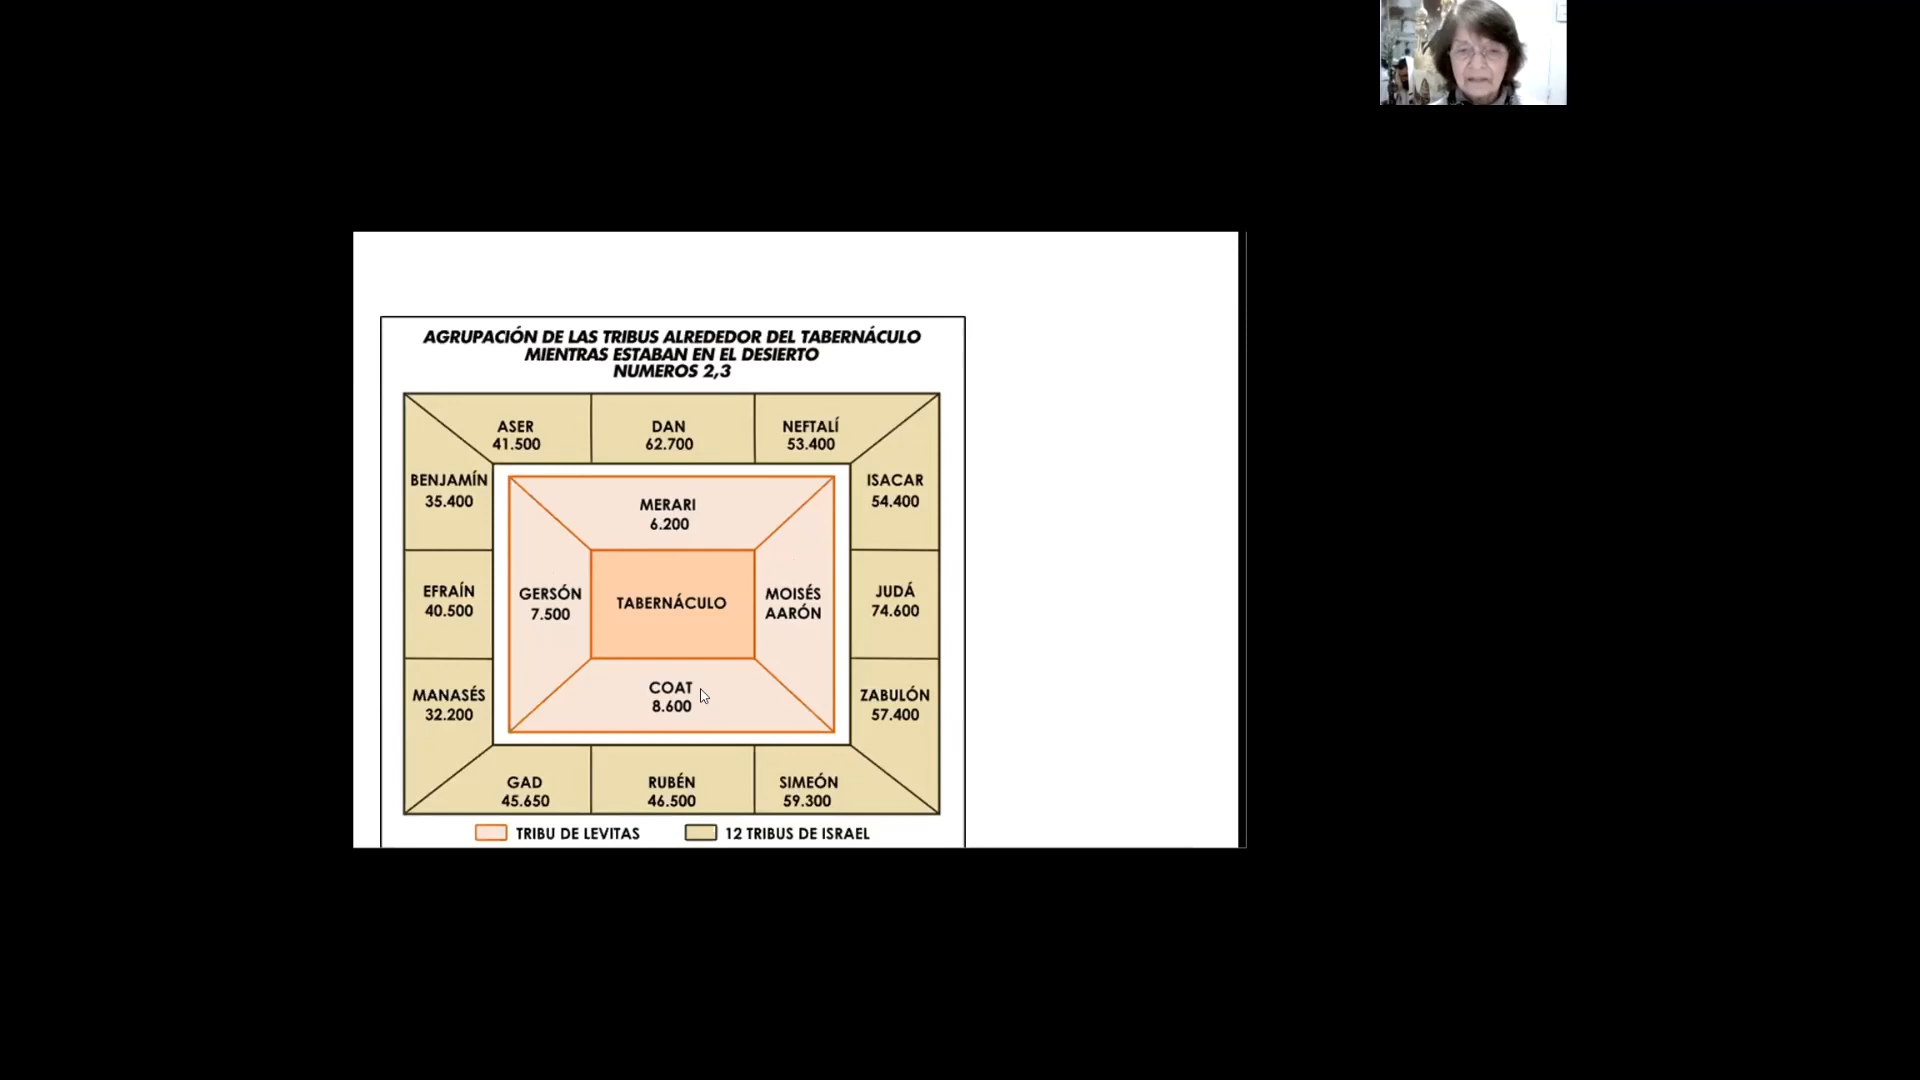 AGRUPACIÓN DE LAS TRIBUS ALREDEDOR DEL TABERNÁCULO
MIENTRAS ESTABAN EN EL DESIERTO
NUMEROS 2,3
ASER
41.500
DAN
62.700
NEFTALÍ
53.400
BENJAMÍN
35.400
ISACAR
54.400
MERARI
6.200
EFRAÍN
40.500
GERSÓN
7.500
TABERNÁCULO
MOISÉS
AARÓN
JUDÁ
74.600
MANASÉS
32.200
COAT
8.600
ZABULÓN
57.400
GAD
45.650
RUBÉN
46.500
SIMEÓN
59.300
TRIBU DE LEVITAS
12 TRIBUS DE ISRAEL